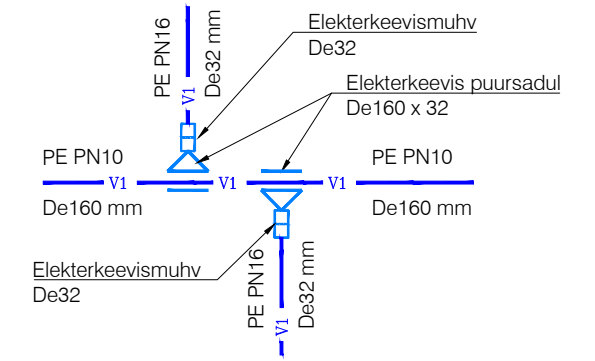 PE PN16
V1
De32 mm
Elekterkeevismuhv
De32
Elekterkeevis puursadul
De160 x 32
PE PN10
PE PN10
V1
V1
V1
De160 mm
De160 mm
Elekterkeevismuhv
De32
PE PN16
V1
De32 mm